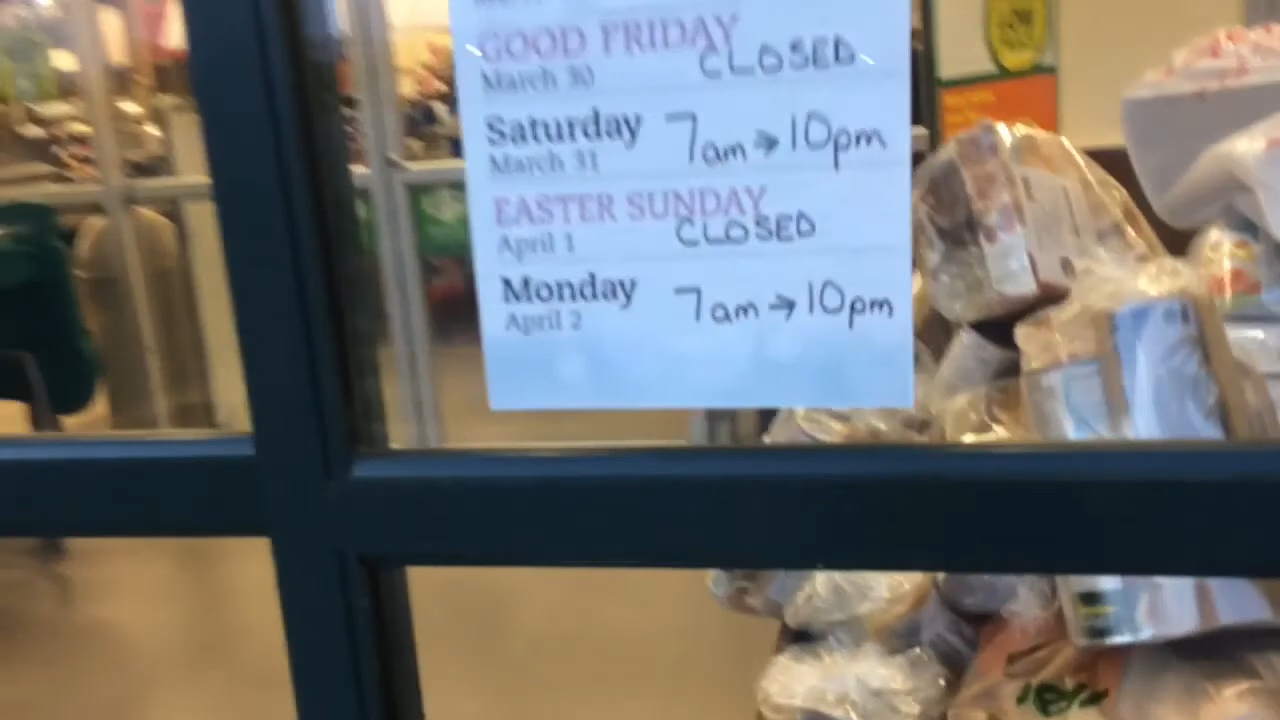 GOOD FRIDAY
CLOSED
March 30
Saturday 7am → 10pm
March 31
EASTER SUNDAY
CLOSED
April 1
Monday 7am → 10pm
April 2